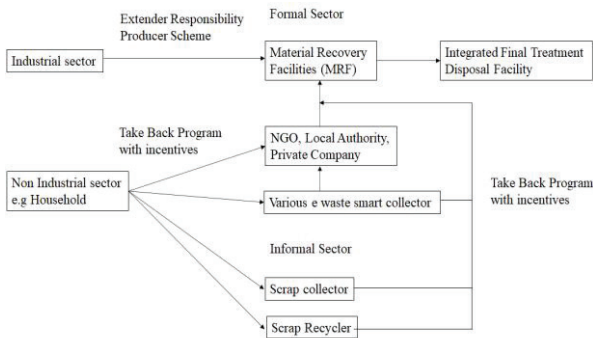 Extender Responsibility
Producer Scheme
Formal Sector
Industrial sector
Material Recovery
Facilities (MRF)
Integrated Final Treatment
Disposal Facility
Take Back Program
with incentives
NGO, Local Authority,
Private Company
Non Industrial sector
e.g Household
Various e waste smart collector
Take Back Program
with incentives
Informal Sector
Scrap collector
Scrap Recycler